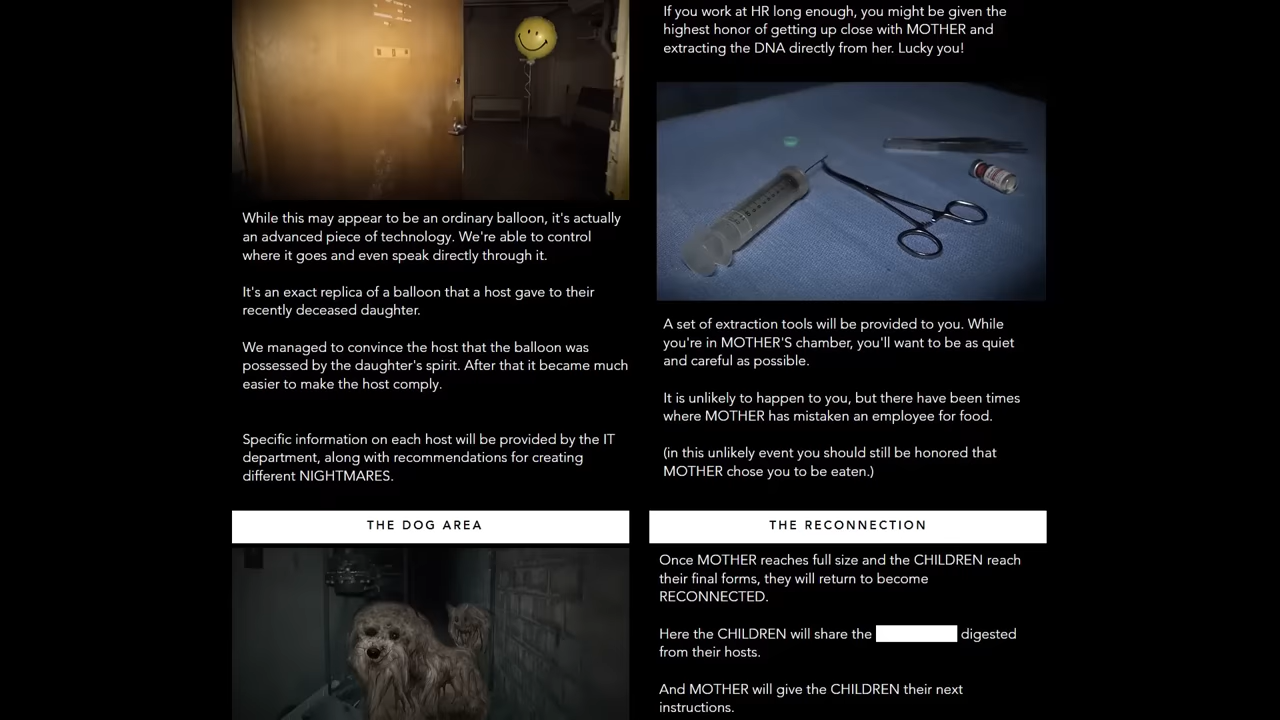 While this may appear to be an ordinary balloon, it's actually
an advanced piece of technology. We're able to control
where it goes and even speak directly through it.
It's an exact replica of a balloon that a host gave to their
recently deceased daughter.
We managed to convince the host that the balloon was
possessed by the daughter's spirit. After that it became much
easier to make the host comply.
Specific information on each host will be provided by the IT
department, along with recommendations for creating
different NIGHTMARES.
THE DOG AREA
If you work at HR long enough, you might be given the
highest honor of getting up close with MOTHER and
extracting the DNA directly from her. Lucky you!
A set of extraction tools will be provided to you. While
you're in MOTHER'S chamber, you'll want to be as quiet
and careful as possible.
It is unlikely to happen to you, but there have been times
where MOTHER has mistaken an employee for food.
(in this unlikely event you should still be honored that
MOTHER chose you to be eaten.)
THE RECONNECTION
Once MOTHER reaches full size and the CHILDREN reach
their final forms, they will return to become
RECONNECTED.
Here the CHILDREN will share the digested
from their hosts.
And MOTHER will give the CHILDREN their next
instructions.